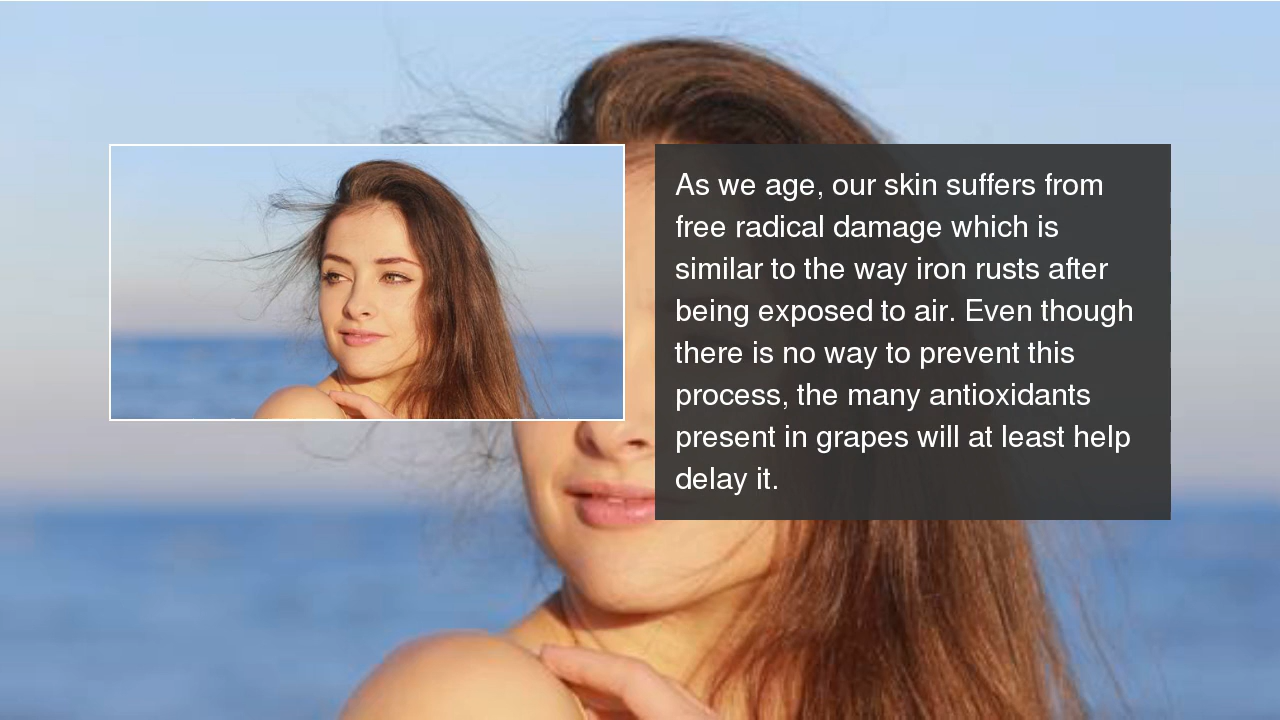 As we age, our skin suffers from
free radical damage which is
similar to the way iron rusts after
being exposed to air. Even though
there is no way to prevent this
process, the many antioxidants
present in grapes will at least help
delay it.